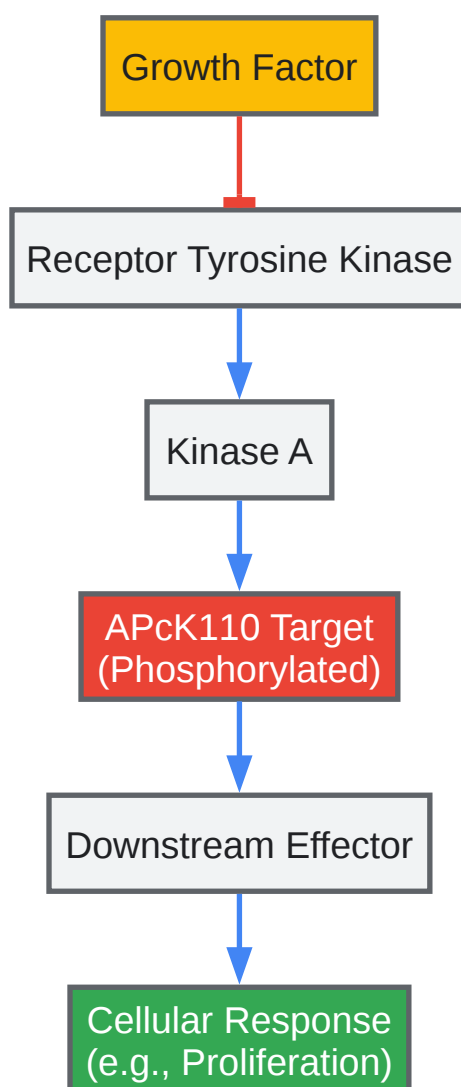 Growth Factor
Receptor Tyrosine Kinase
Kinase A
APcK110 Target
(Phosphorylated)
Downstream Effector
Cellular Response
(e.g., Proliferation)